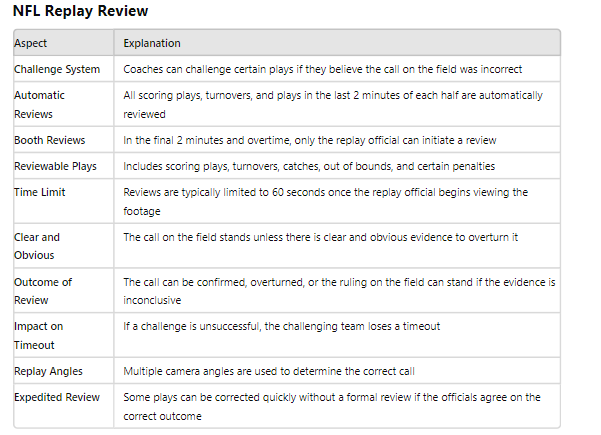 NFL Replay Review
Aspect Explanation
Challenge System Coaches can challenge certain plays if they believe the call on the field was incorrect
Automatic All scoring plays, turnovers, and plays in the last 2 minutes of each half are automatically
Reviews reviewed
Booth Reviews In the final 2 minutes and overtime, only the replay official can initiate a review
Reviewable Plays Includes scoring plays, turnovers, catches, out of bounds, and certain penalties
Time Limit Reviews are typically limited to 60 seconds once the replay official begins viewing the
footage
Clear and The call on the field stands unless there is clear and obvious evidence to overturn it
Obvious
Outcome of The call can be confirmed, overturned, or the ruling on the field can stand if the evidence is
Review inconclusive
Impact on If a challenge is unsuccessful, the challenging team loses a timeout
Timeout
Replay Angles Multiple camera angles are used to determine the correct call
Expedited Review Some plays can be corrected quickly without a formal review if the officials agree on the
correct outcome